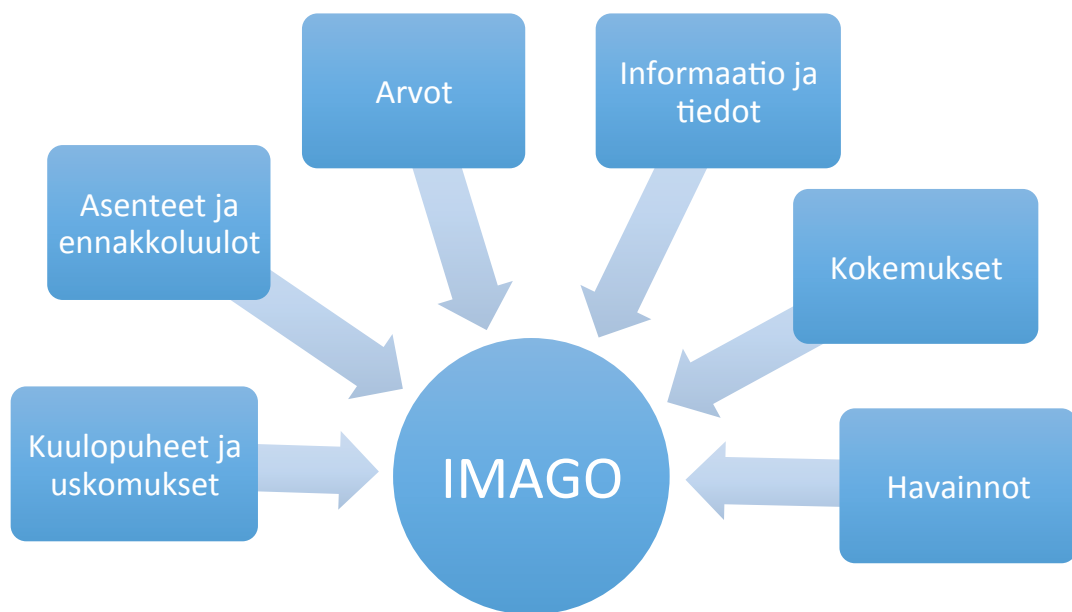 Arvot
Informaatio ja
tiedot
Asenteet ja
ennakkoluulot
Kokemukset
Kuulopuheet ja
uskomukset
IMAGO
Havainnot